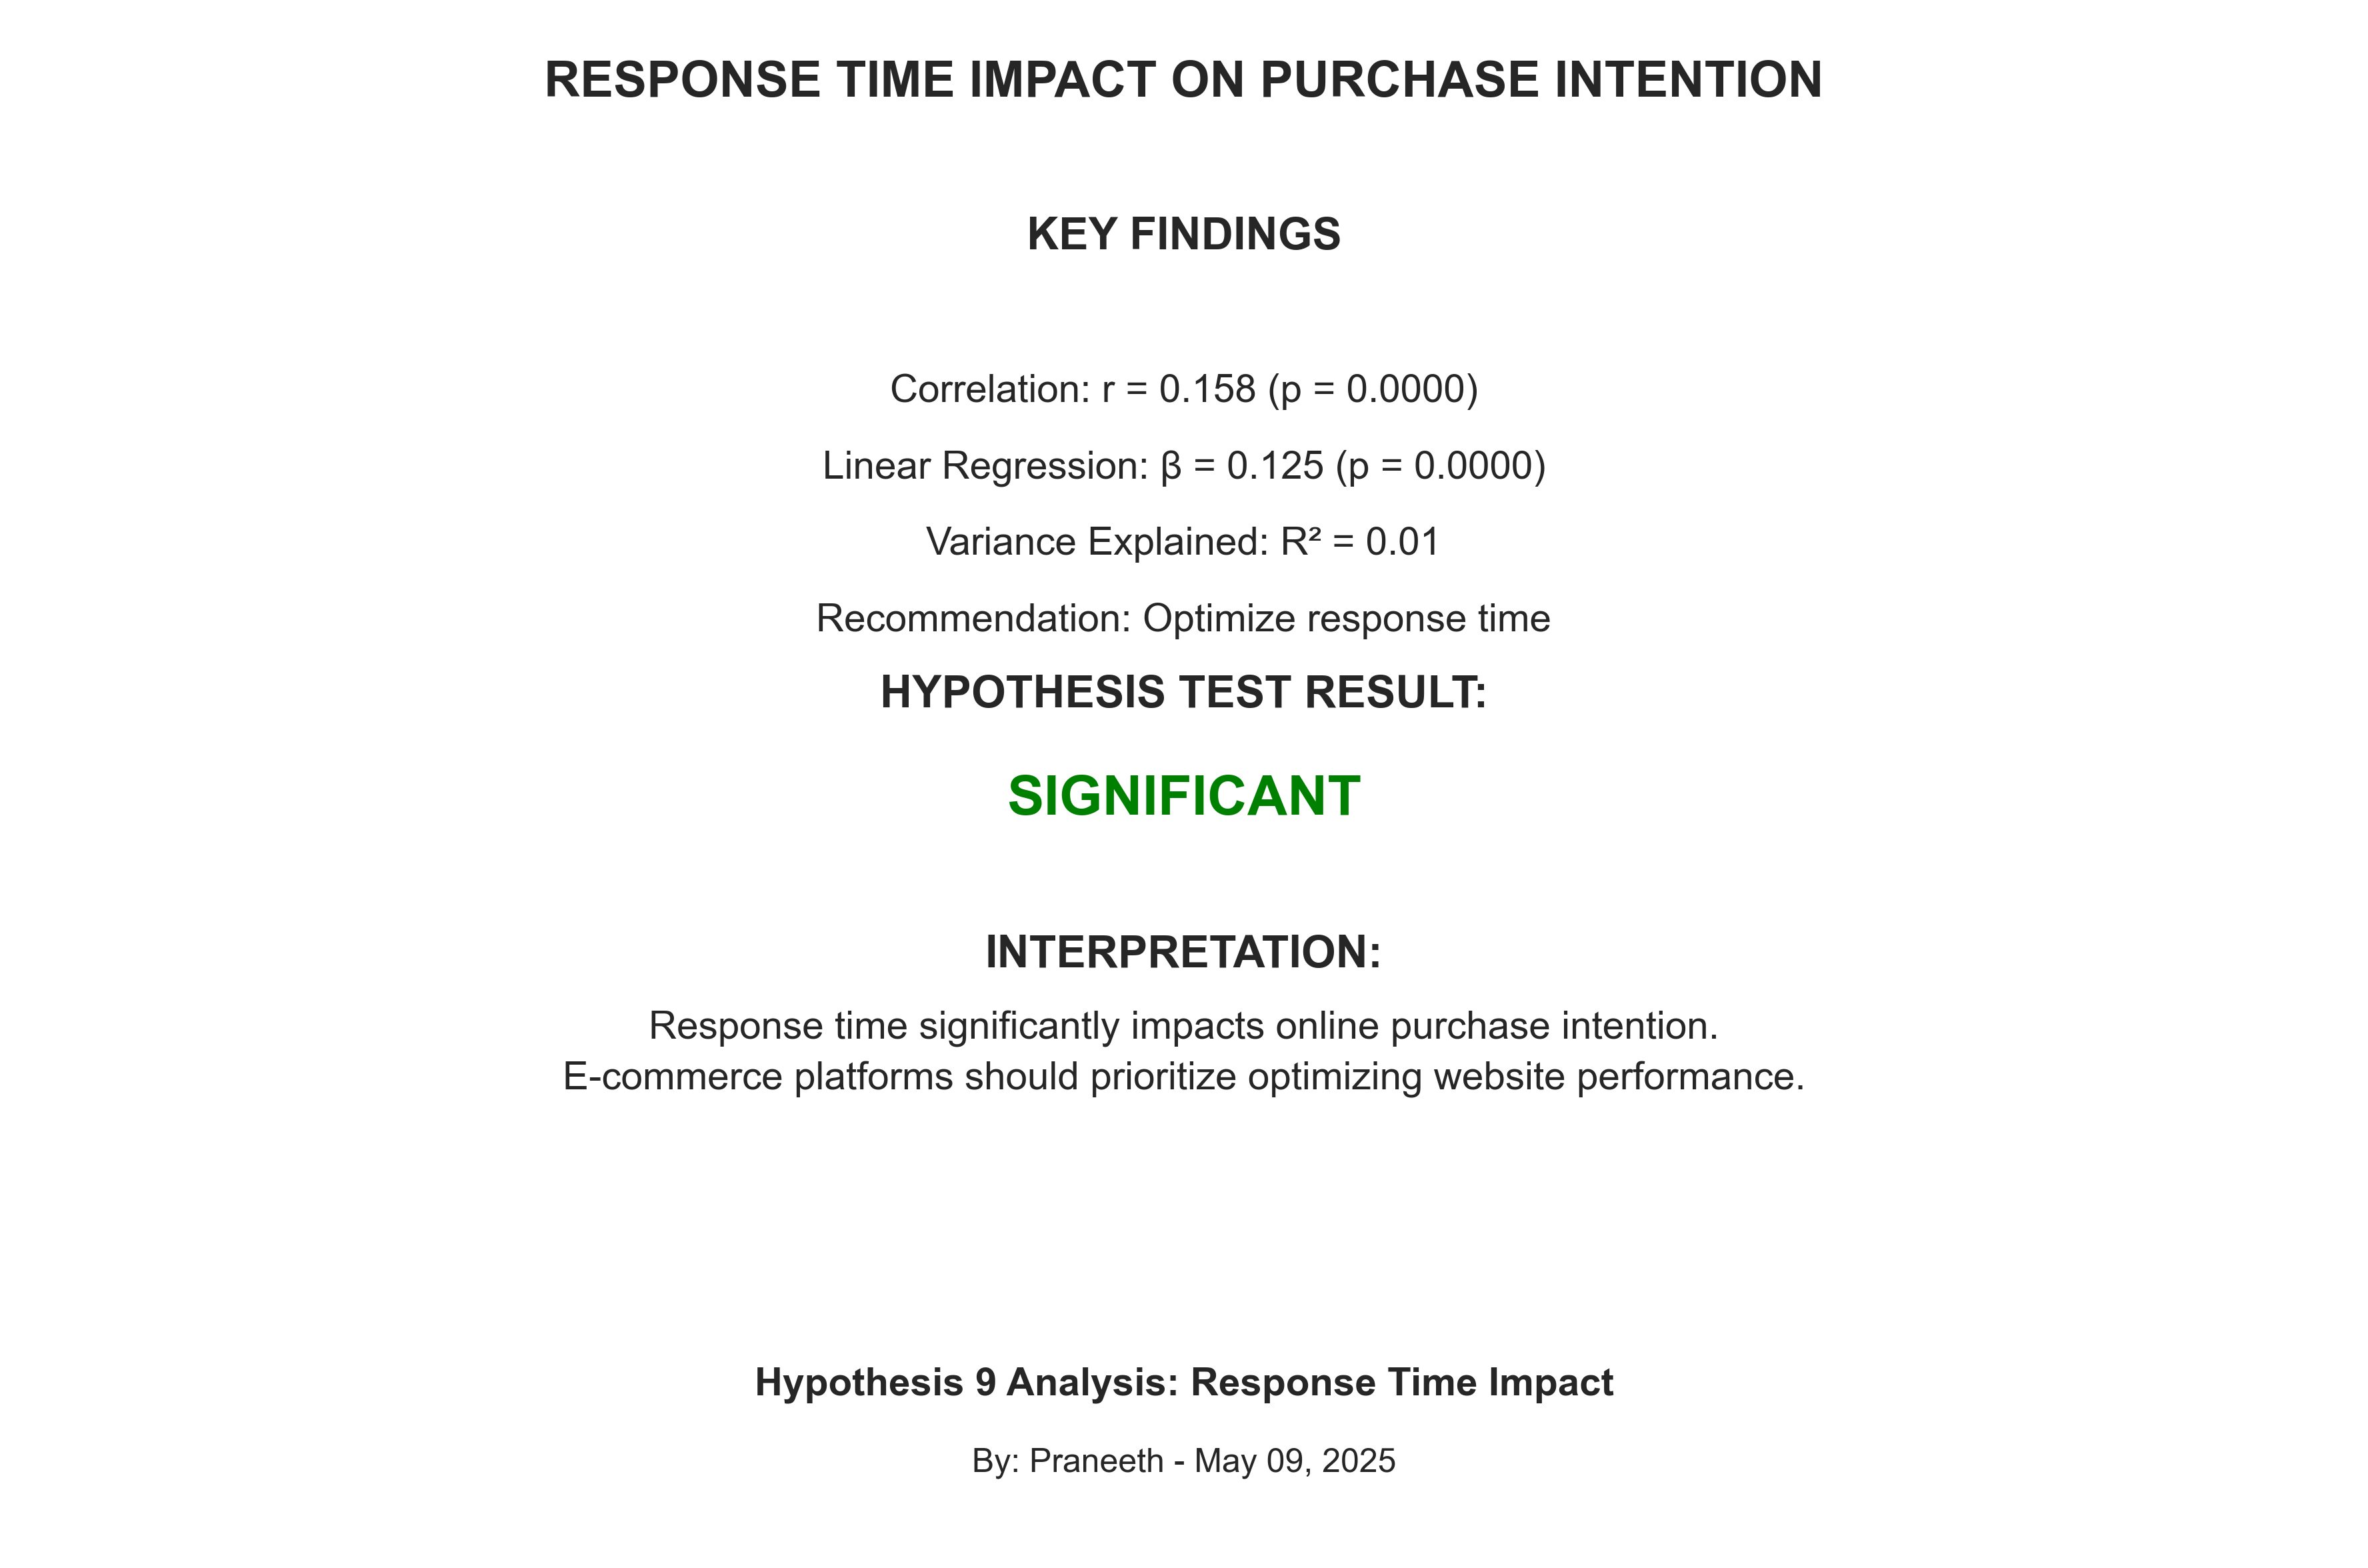 RESPONSE TIME IMPACT ON PURCHASE INTENTION
KEY FINDINGS
Correlation: r = 0.158 (p = 0.0000)
Linear Regression: β = 0.125 (p = 0.0000)
Variance Explained: R² = 0.01
Recommendation: Optimize response time
HYPOTHESIS TEST RESULT:
SIGNIFICANT
INTERPRETATION:
Response time significantly impacts online purchase intention.
E-commerce platforms should prioritize optimizing website performance.
Hypothesis 9 Analysis: Response Time Impact
By: Praneeth - May 09, 2025